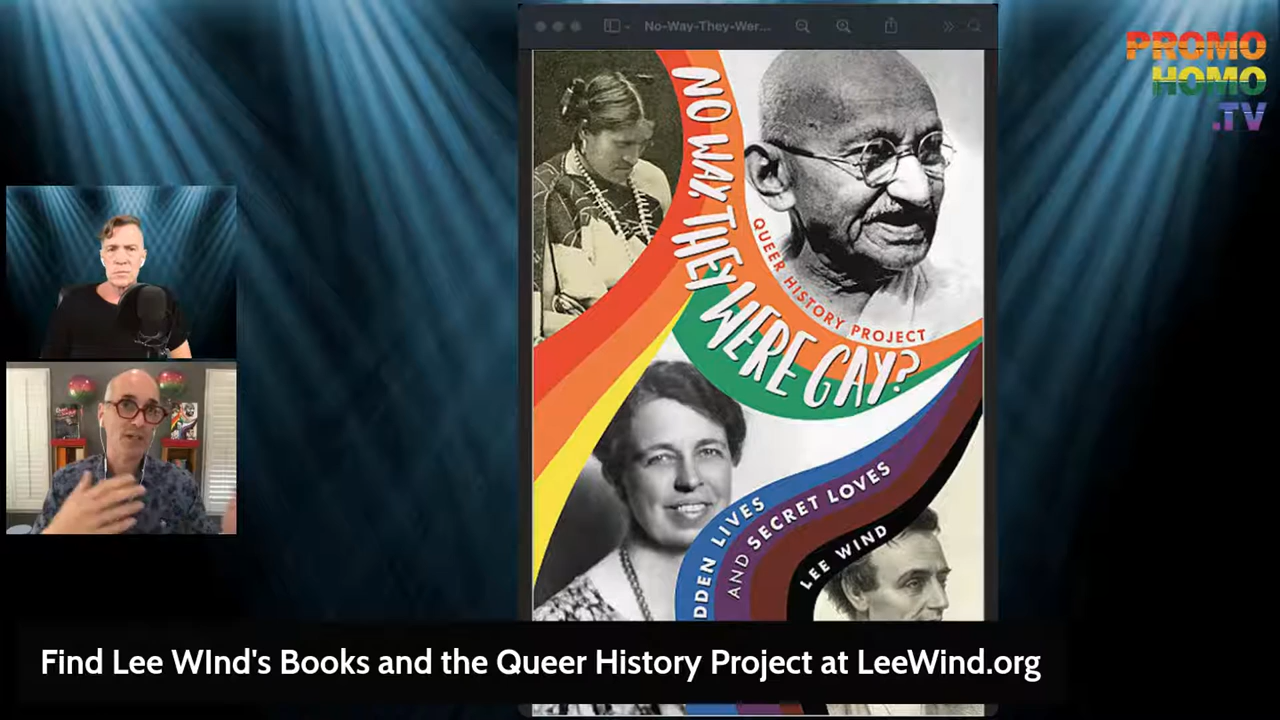 No-Way-They-Wer...
PROMO
HOMO
.TV
NO WAY, THEY WERE GAY?
QUEER HISTORY PROJECT
DDEN LIVES
AND SECRET LOVES
LEE WIND
Find Lee WInd's Books and the Queer History Project at LeeWind.org